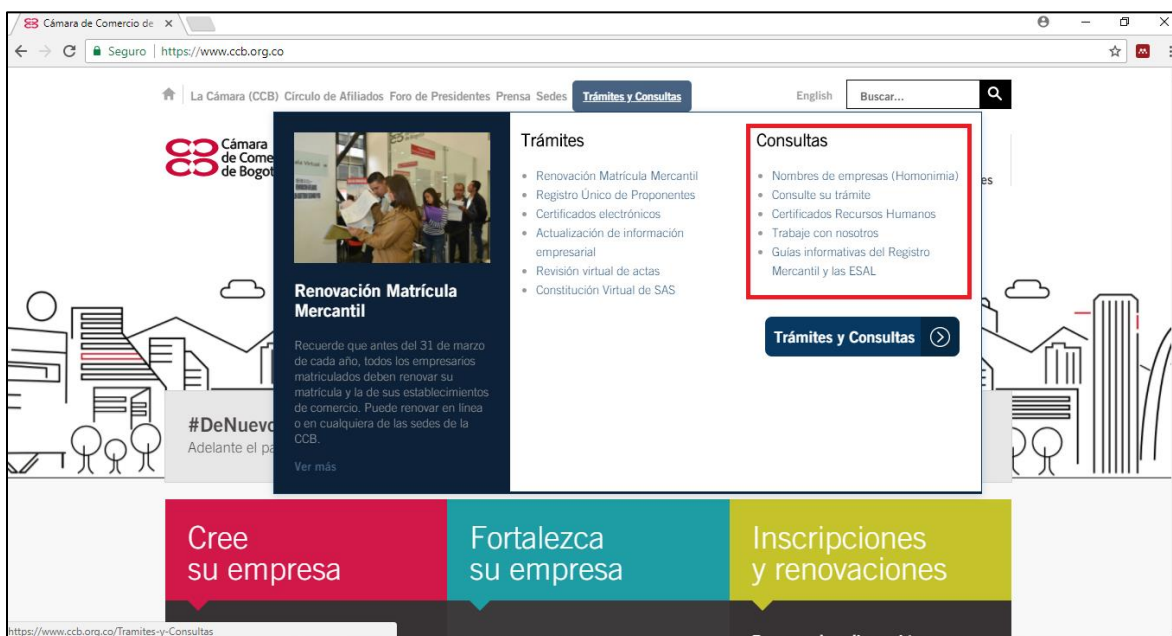 Cámara de Comercio de
Seguro | https://www.ccb.org.co
La Cámara (CCB) Círculo de Afiliados Foro de Presidentes Prensa Sedes Trámites y Consultas English Buscar...
Cámara
de Come
de Bogot
Renovación Matrícula
Mercantil
Recuerde que antes del 31 de marzo
de cada año, todos los empresarios
matriculados deben renovar su
matrícula y la de sus establecimientos
de comercio. Puede renovar en línea
o en cualquiera de las sedes de la
CCB.
Ver más
Trámites
Renovación Matrícula Mercantil
Registro Único de Proponentes
Certificados electrónicos
Actualización de información
empresarial
Revisión virtual de actas
Constitución Virtual de SAS
Consultas
Nombres de empresas (Homonimia)
Consulte su trámite
Certificados Recursos Humanos
Trabaje con nosotros
Guías informativas del Registro
Mercantil y las ESAL
Trámites y Consultas
es
#DeNuevo
Adelante el pa
Cree
su empresa
Fortalezca
su empresa
Inscripciones
y renovaciones
https://www.ccb.org.co/Tramites-y-Consultas